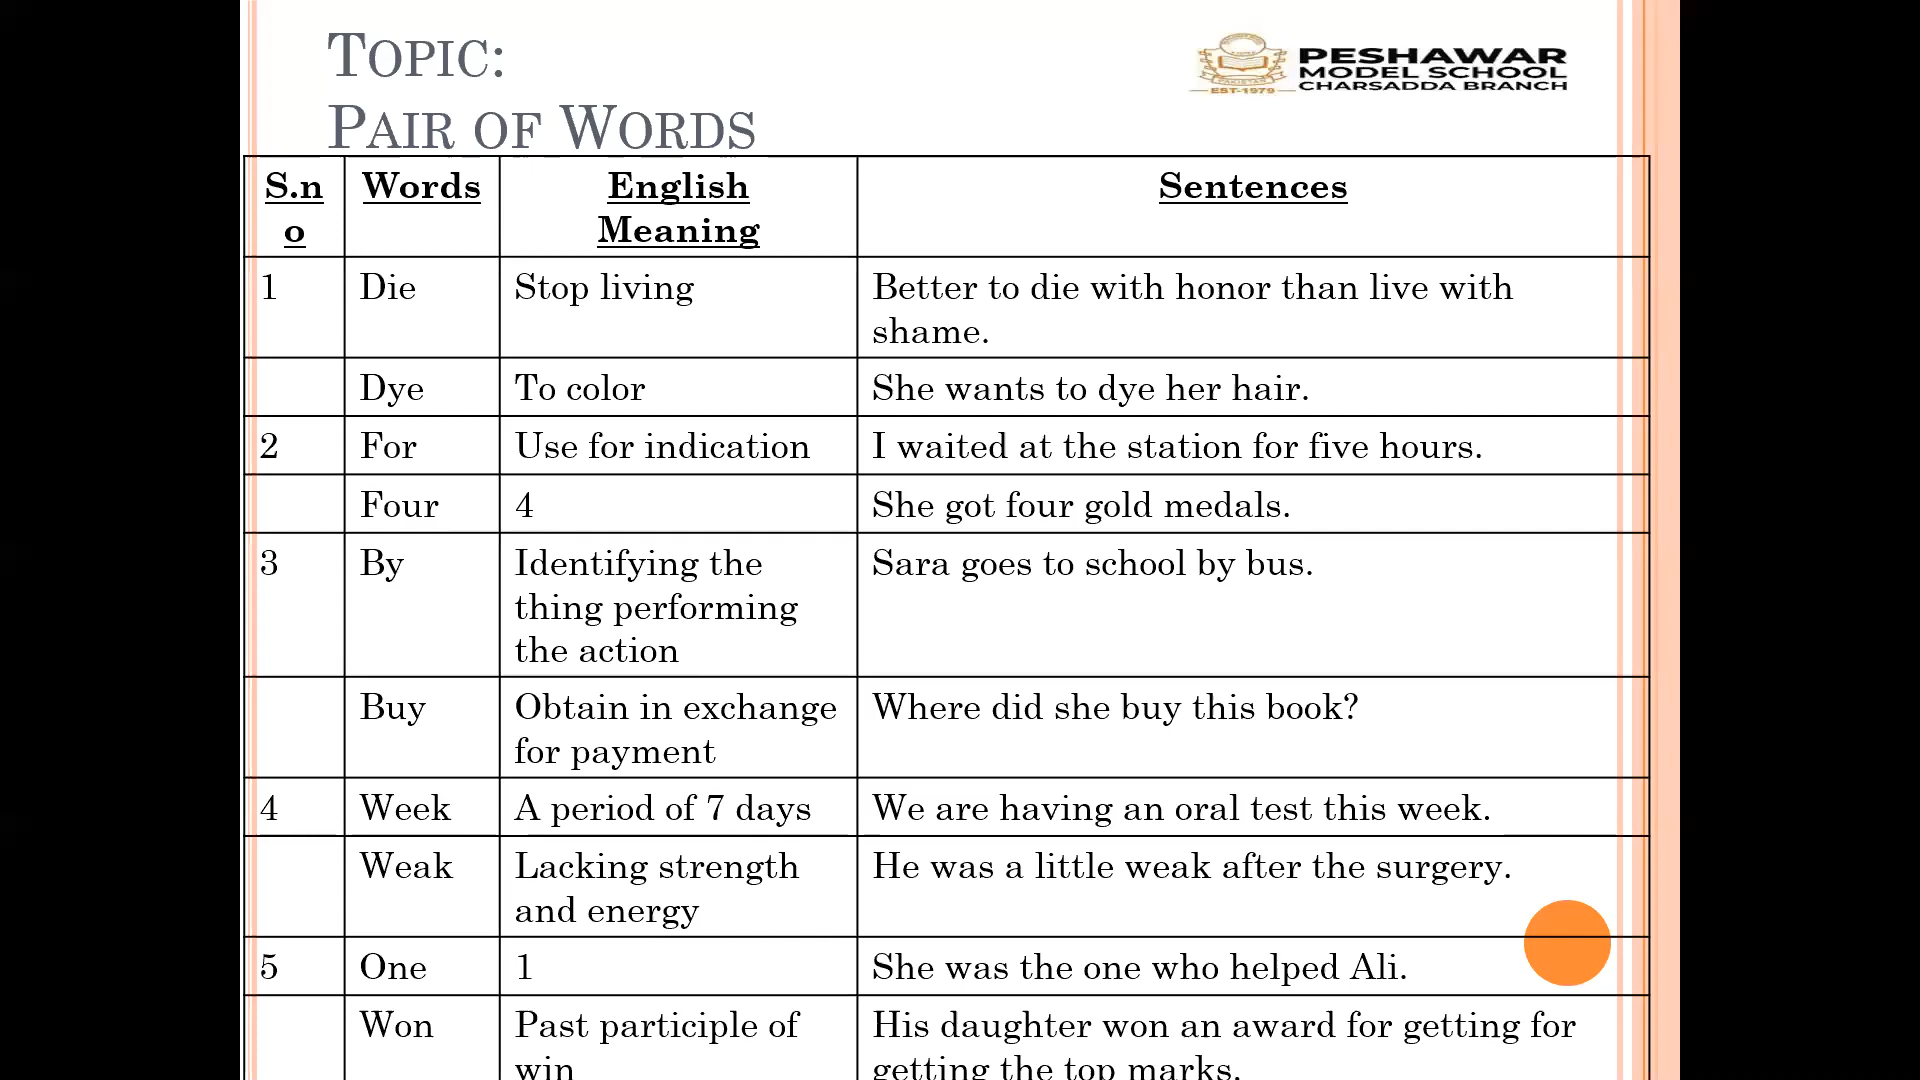 TOPIC:
PAIR OF WORDS
PESHAWAR
MODEL SCHOOL
CHARSADDA BRANCH
EST-1979
S.n
o
Words
English
Meaning
Sentences
1
Die
Stop living
Better to die with honor than live with
shame.
Dye
To color
She wants to dye her hair.
2
For
Use for indication
I waited at the station for five hours.
Four
4
She got four gold medals.
3
By
Identifying the
thing performing
the action
Sara goes to school by bus.
Buy
Obtain in exchange
for payment
Where did she buy this book?
4
Week
A period of 7 days
We are having an oral test this week.
Weak
Lacking strength
and energy
He was a little weak after the surgery.
5
One
1
She was the one who helped Ali.
Won
Past participle of
win
His daughter won an award for getting for
getting the top marks.